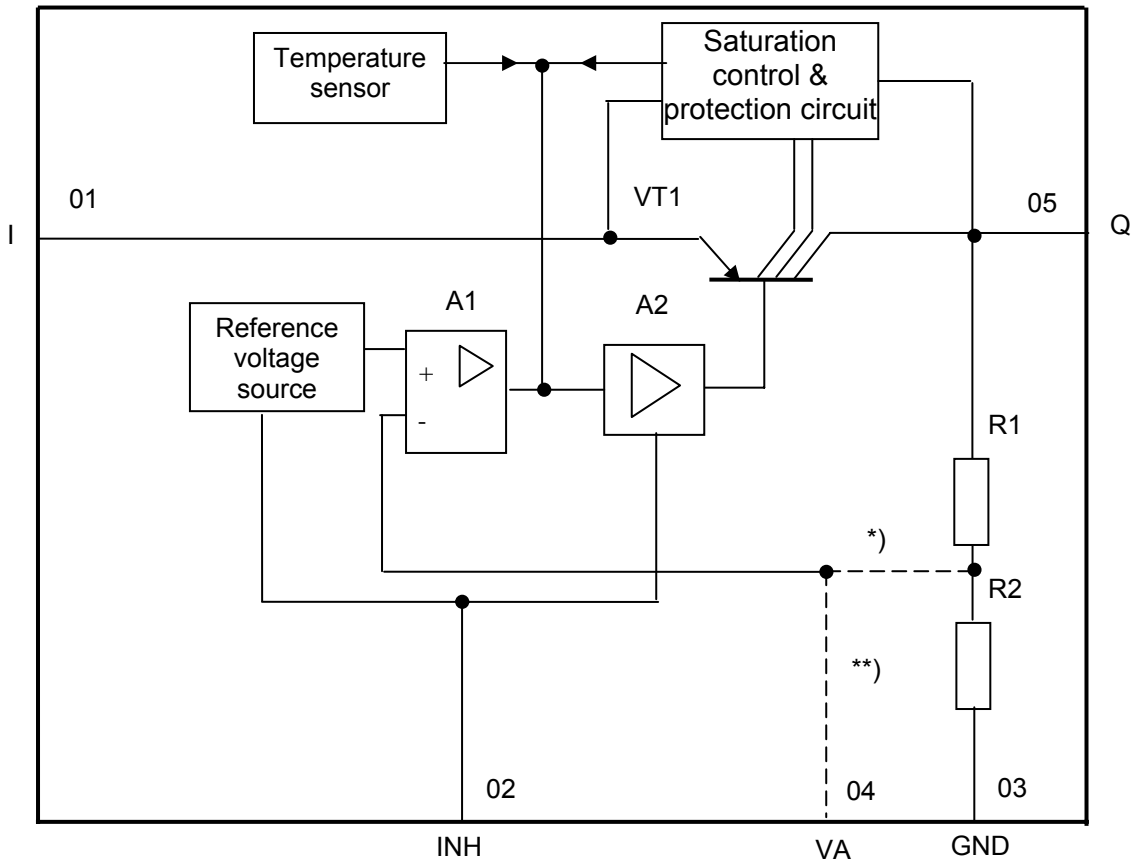 Temperature
sensor
Saturation
control &
protection circuit
01
VT1
05
I
Q
Reference
voltage
source
A1
+
-
A2
R1
*)
R2
**)
02
04
03
INH
VA
GND